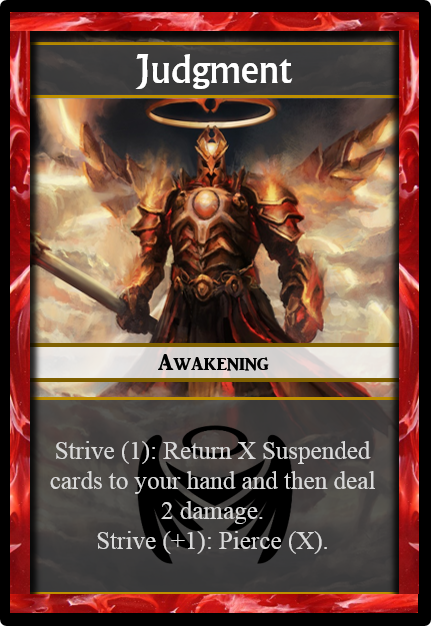 Judgment
Awakening
Strive (1): Return X Suspended
cards to your hand and then deal
2 damage.
Strive (+1): Pierce (X).